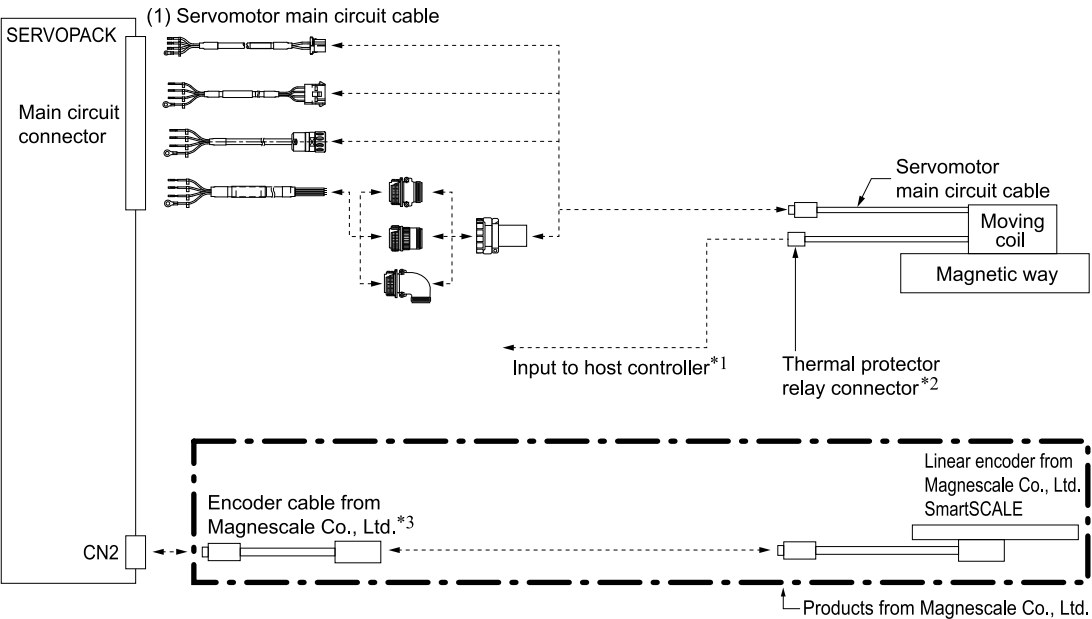 (1) Servomotor main circuit cable
SERVOPACK
Main circuit
connector
Servomotor
main circuit cable
Moving
coil
Magnetic way
Input to host controller*1
Thermal protector
relay connector*2
Linear encoder from
Magnescale Co., Ltd.
SmartSCALE
Encoder cable from
Magnescale Co., Ltd.*3
CN2
Products from Magnescale Co., Ltd.